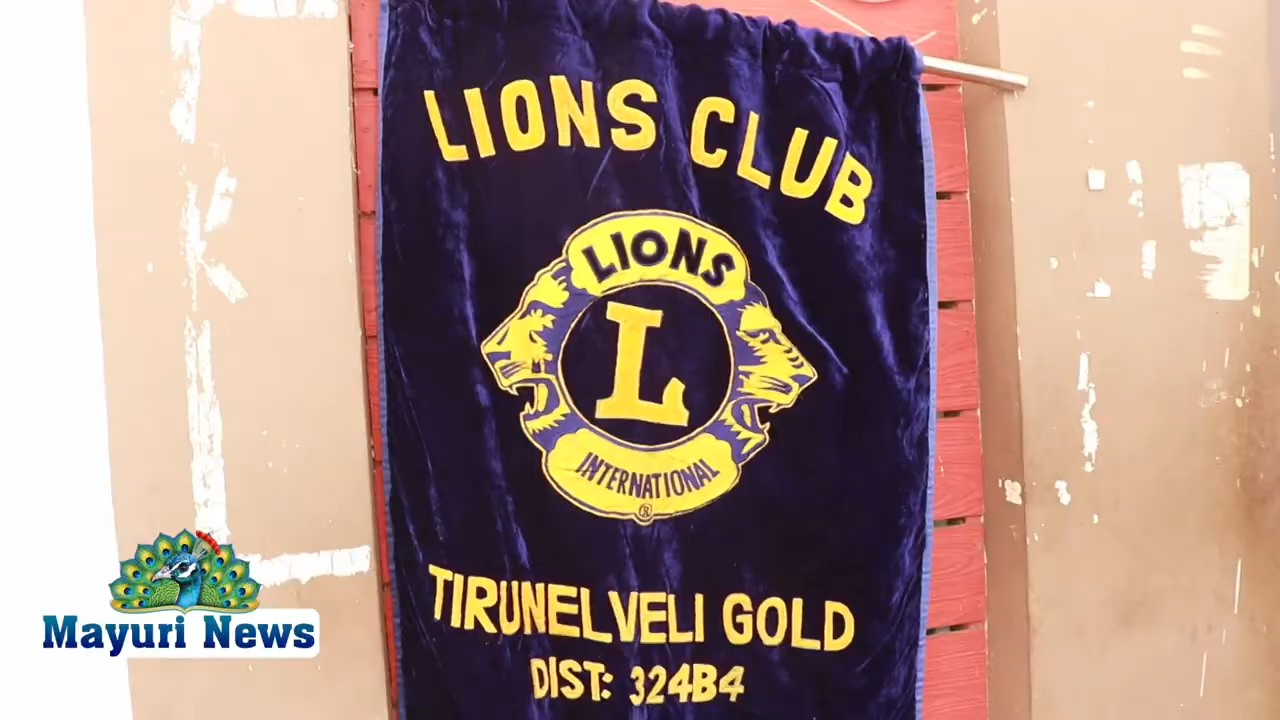 LIONS CLUB
LIONS
L
INTERNATIONAL
®
TIRUNELVELI GOLD
DIST: 324B4
Mayuri News